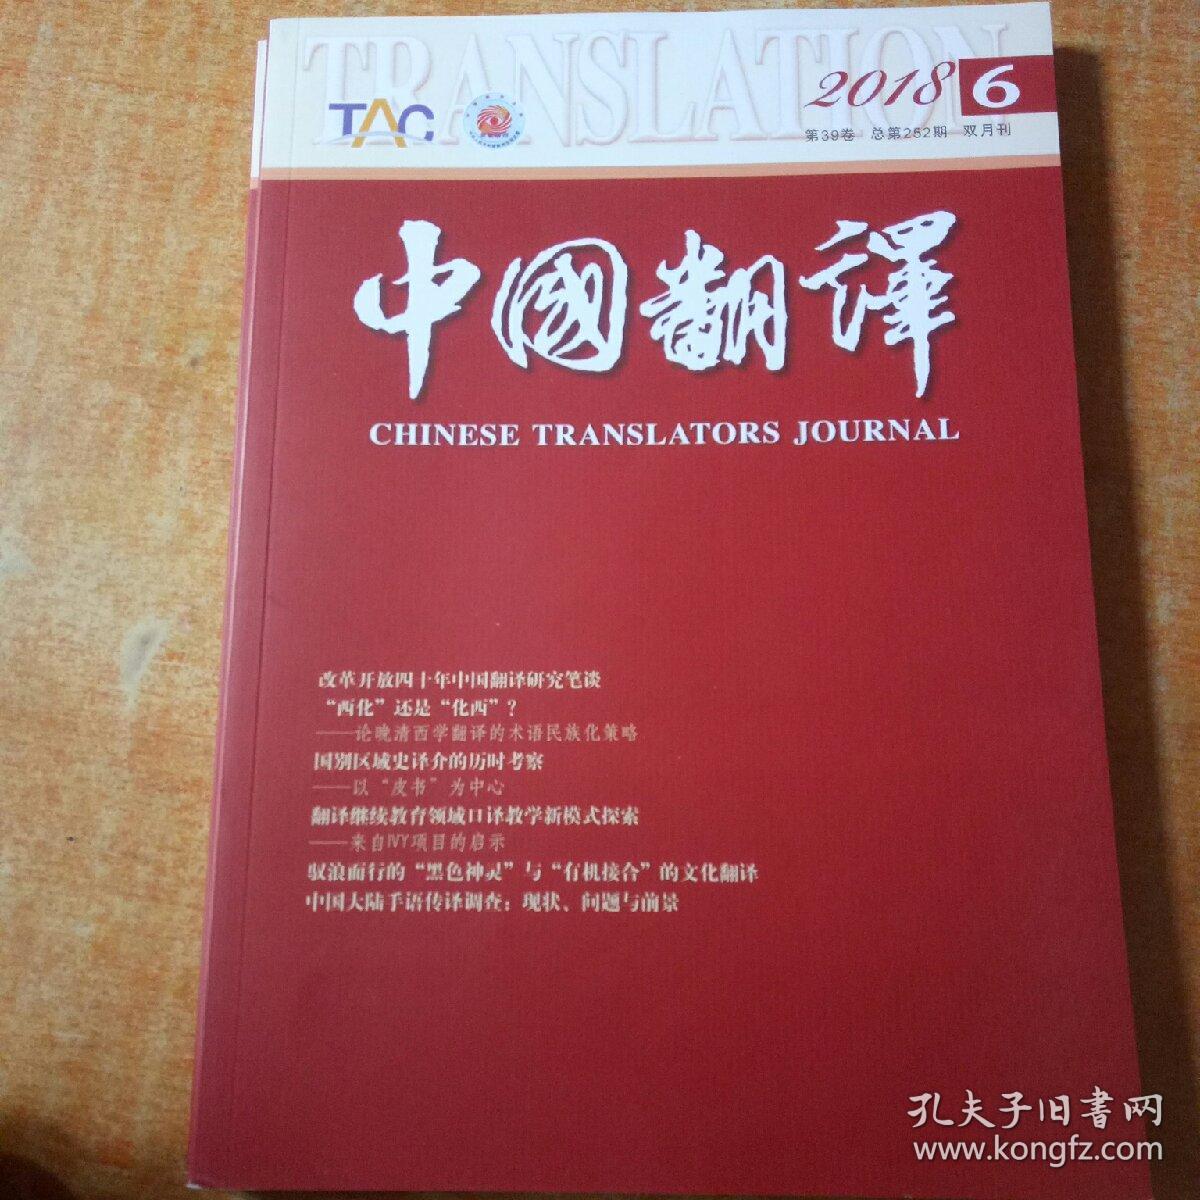 TRANSLATION
2018 6
TAC
第39卷 总第252期 双月刊
中國翻譯
CHINESE TRANSLATORS JOURNAL
改革开放四十年中国翻译研究笔谈
“西化”还是“化西”？
——论晚清西学翻译的术语民族化策略
国别区域史译介的历时考察
——以“皮书”为中心
翻译继续教育领域口译教学新模式探索
——来自IVY项目的启示
驭浪而行的“黑色神灵”与“有机接合”的文化翻译
中国大陆手语传译调查：现状、问题与前景
孔夫子旧书网
www.kongfz.com